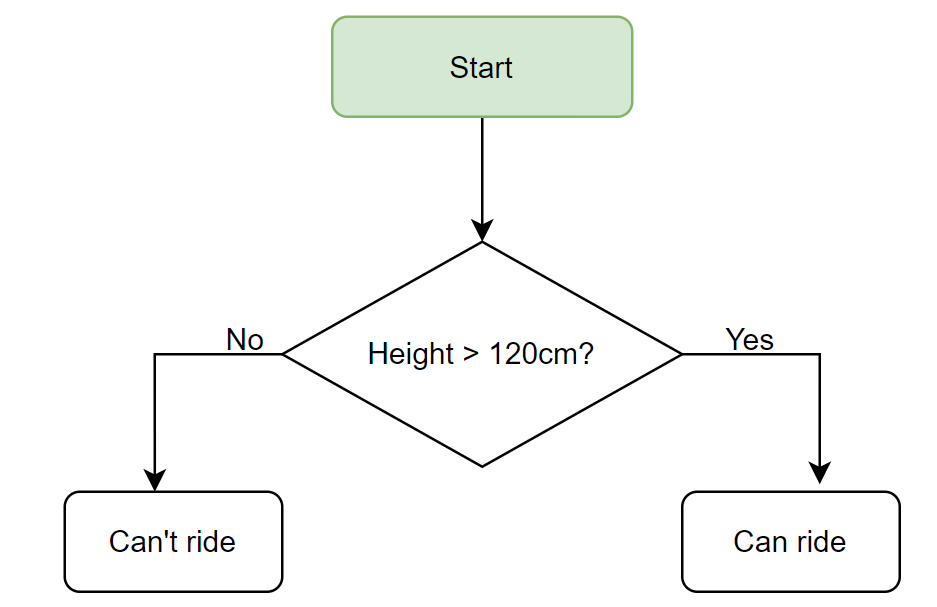 Start
No
Height > 120cm?
Yes
Can't ride
Can ride